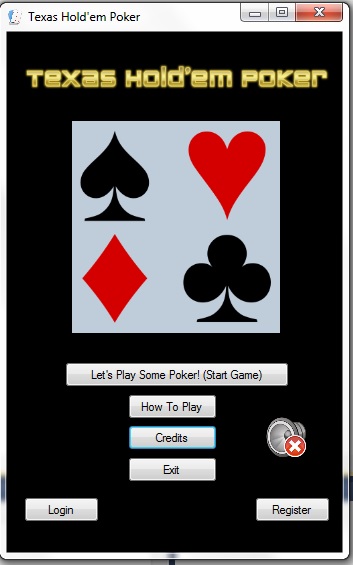 Texas Hold'em Poker
Texas Hold'em Poker
Let's Play Some Poker! (Start Game)
How To Play
Credits
Exit
Login
Register